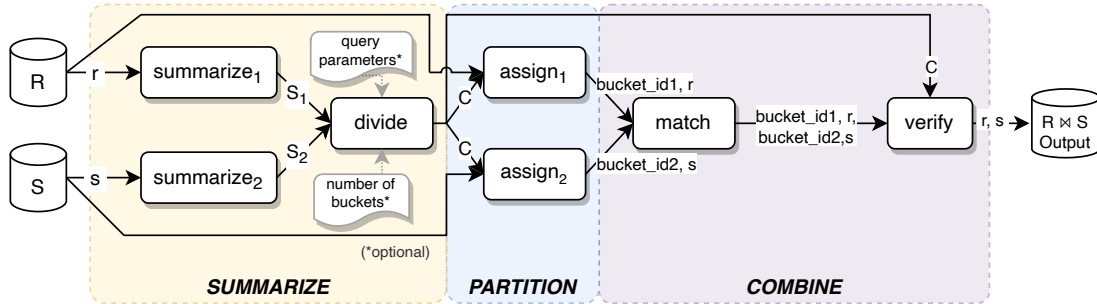 R
r
summarize1
S1
query
parameters*
divide
C
assign1
bucket_id1, r
match
bucket_id1, r,
bucket_id2,s
C
verify
r, s
R ⋈ S
Output
S
s
summarize2
S2
number of
buckets*
C
assign2
bucket_id2, s
(*optional)
SUMMARIZE
PARTITION
COMBINE